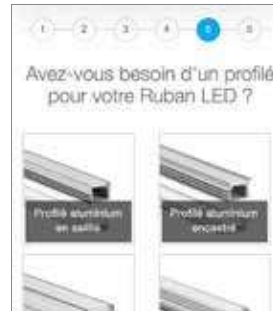 1 2 3 4 5 6
Avez-vous besoin d'un profilé
pour votre Ruban LED ?
Profilé aluminium
en saillie
Profilé aluminium
encastré